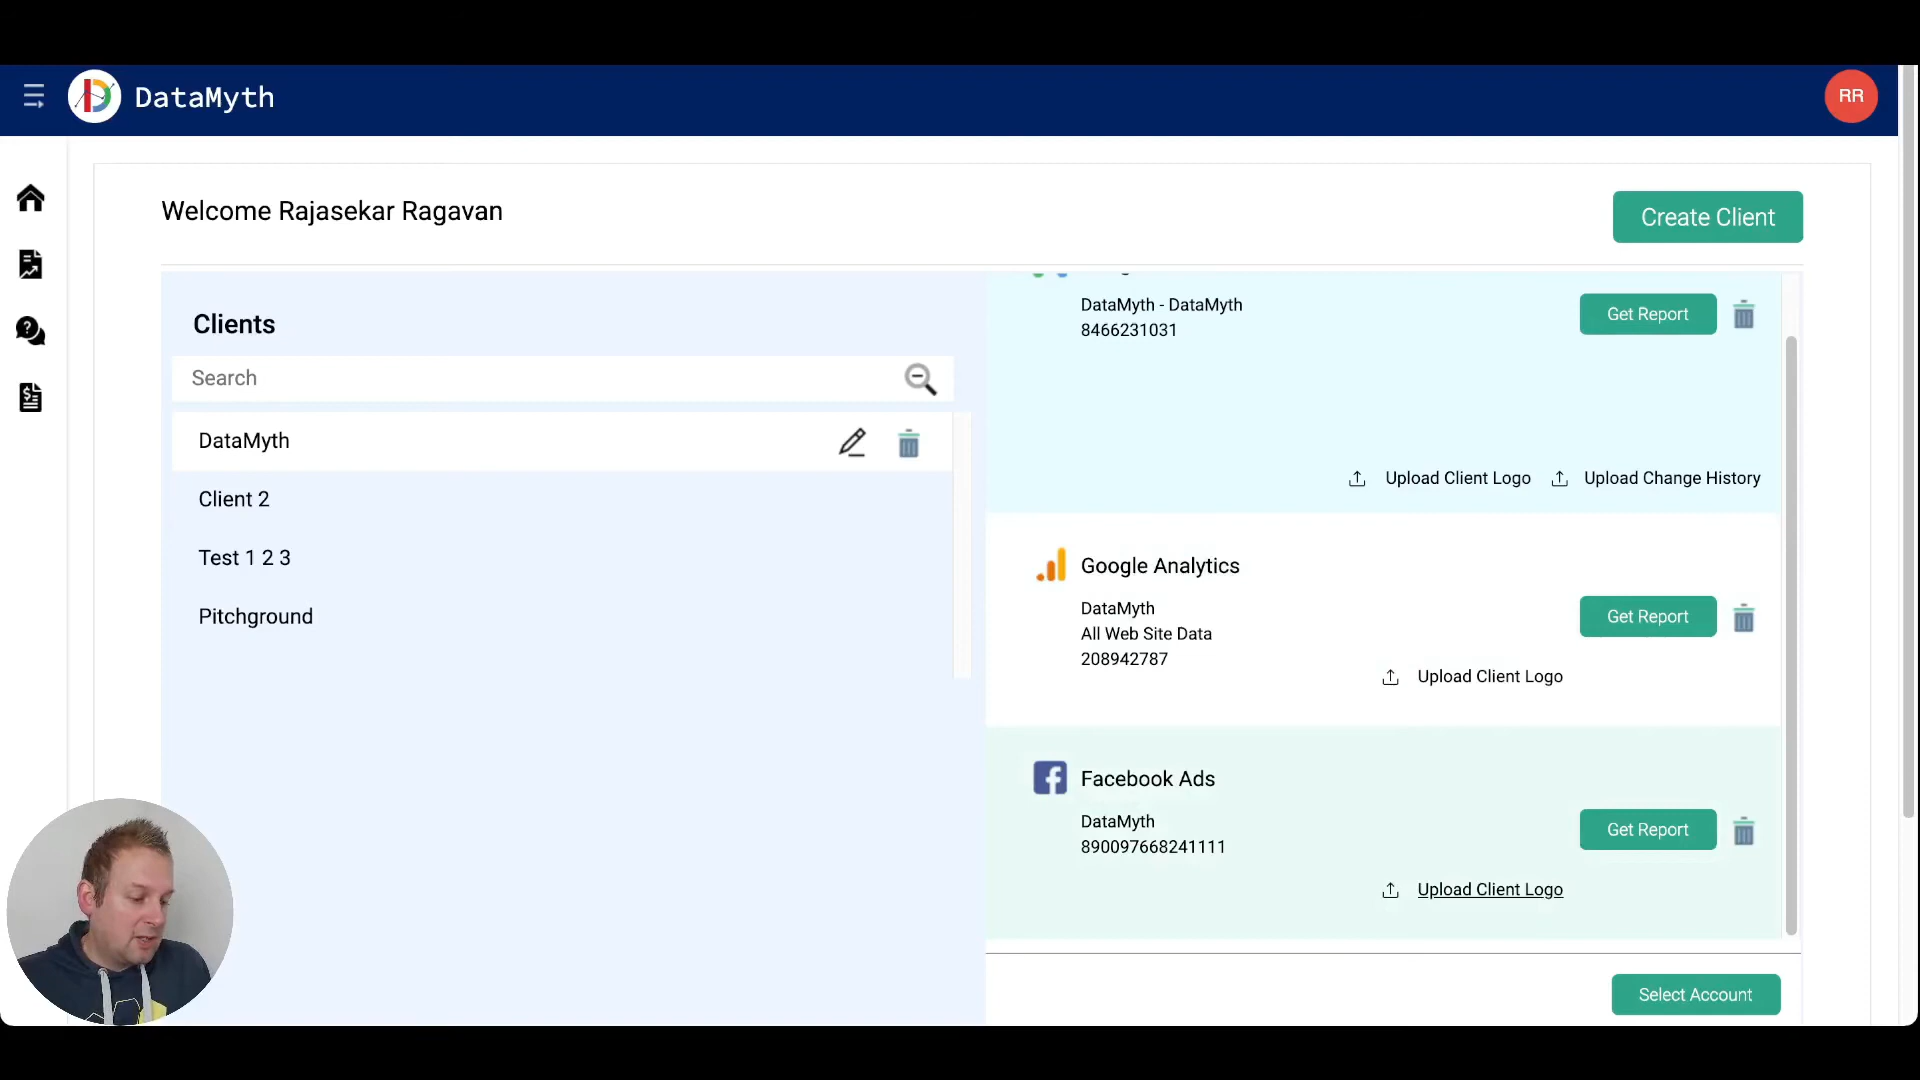 DataMyth
RR
Welcome Rajasekar Ragavan
Create Client
Clients
Search
DataMyth
Client 2
Test 1 2 3
Pitchground
DataMyth - DataMyth
8466231031
Get Report
Upload Client Logo
Upload Change History
Google Analytics
DataMyth
All Web Site Data
208942787
Get Report
Upload Client Logo
Facebook Ads
DataMyth
890097668241111
Get Report
Upload Client Logo
Select Account